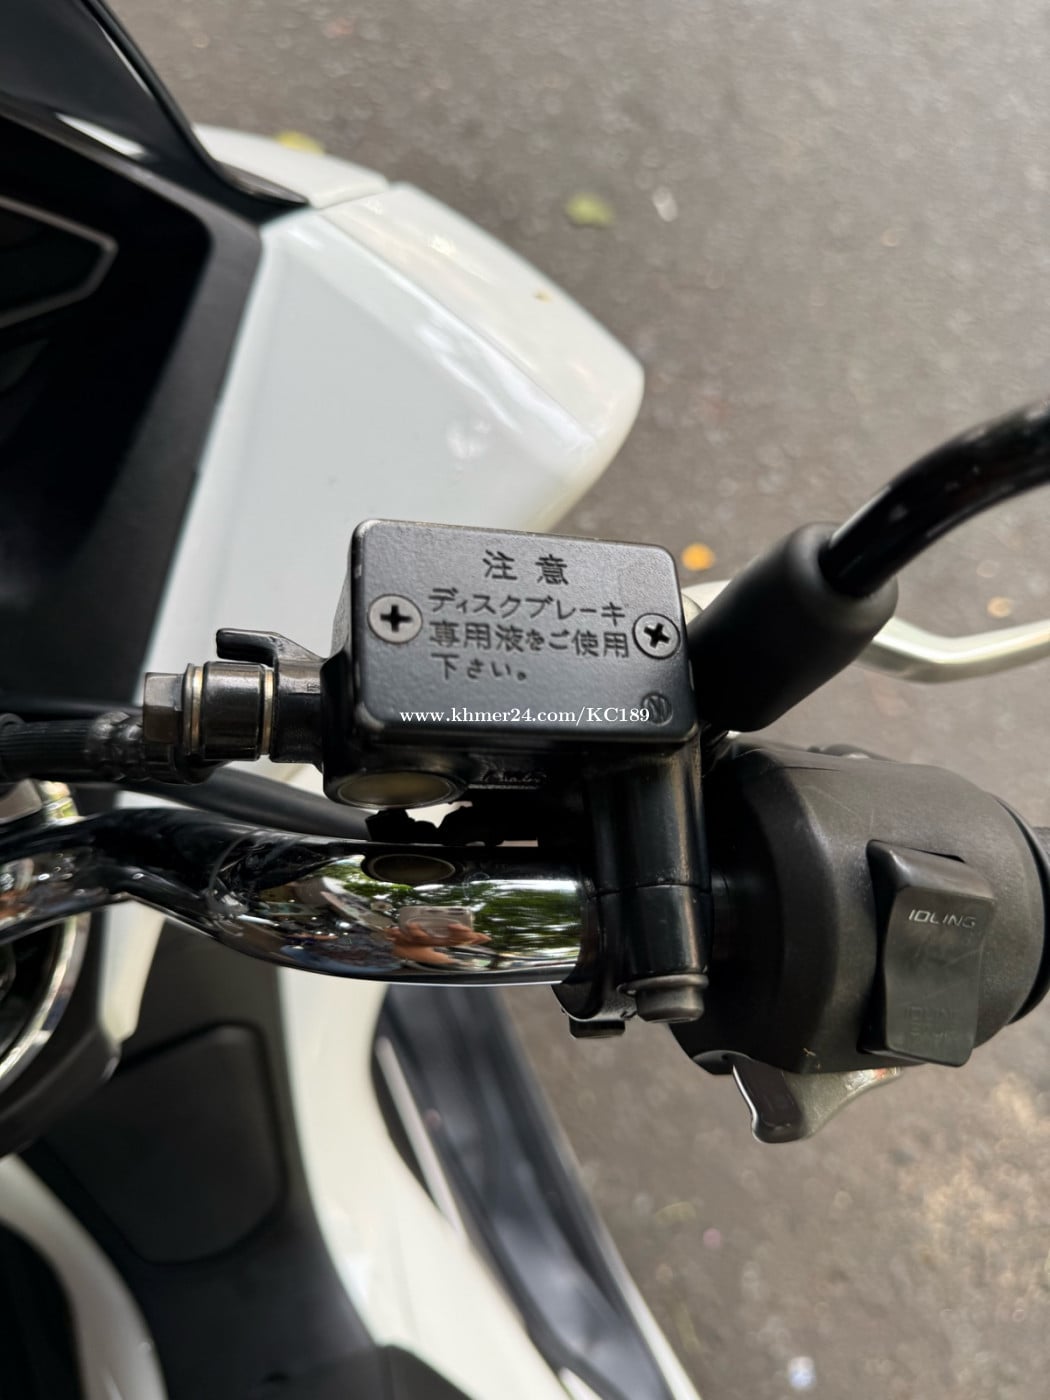 注意
ディスクブレーキ
専用液をご使用
下さい。
www.khmer24.com/KC189
IDLING